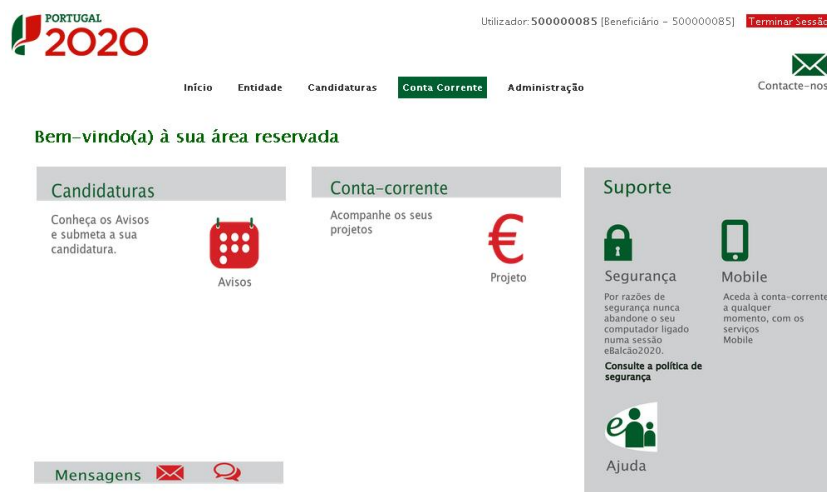 PORTUGAL
2020
Utilizador: 500000085 [Beneficiário - 500000085]
Terminar Sessão
Contacte-nos
Início
Entidade
Candidaturas
Conta Corrente
Administração
Bem-vindo(a) à sua área reservada
Candidaturas
Conheça os Avisos
e submeta a sua
candidatura.
Avisos
Conta-corrente
Acompanhe os seus
projetos
€
Projeto
Suporte
Segurança
Por razões de
segurança nunca
abandone o seu
computador ligado
numa sessão
eBalcão2020.
Consulte a política de
segurança
Mobile
Aceda à conta-corrente
a qualquer
momento, com os
serviços
Mobile
e
Ajuda
Mensagens